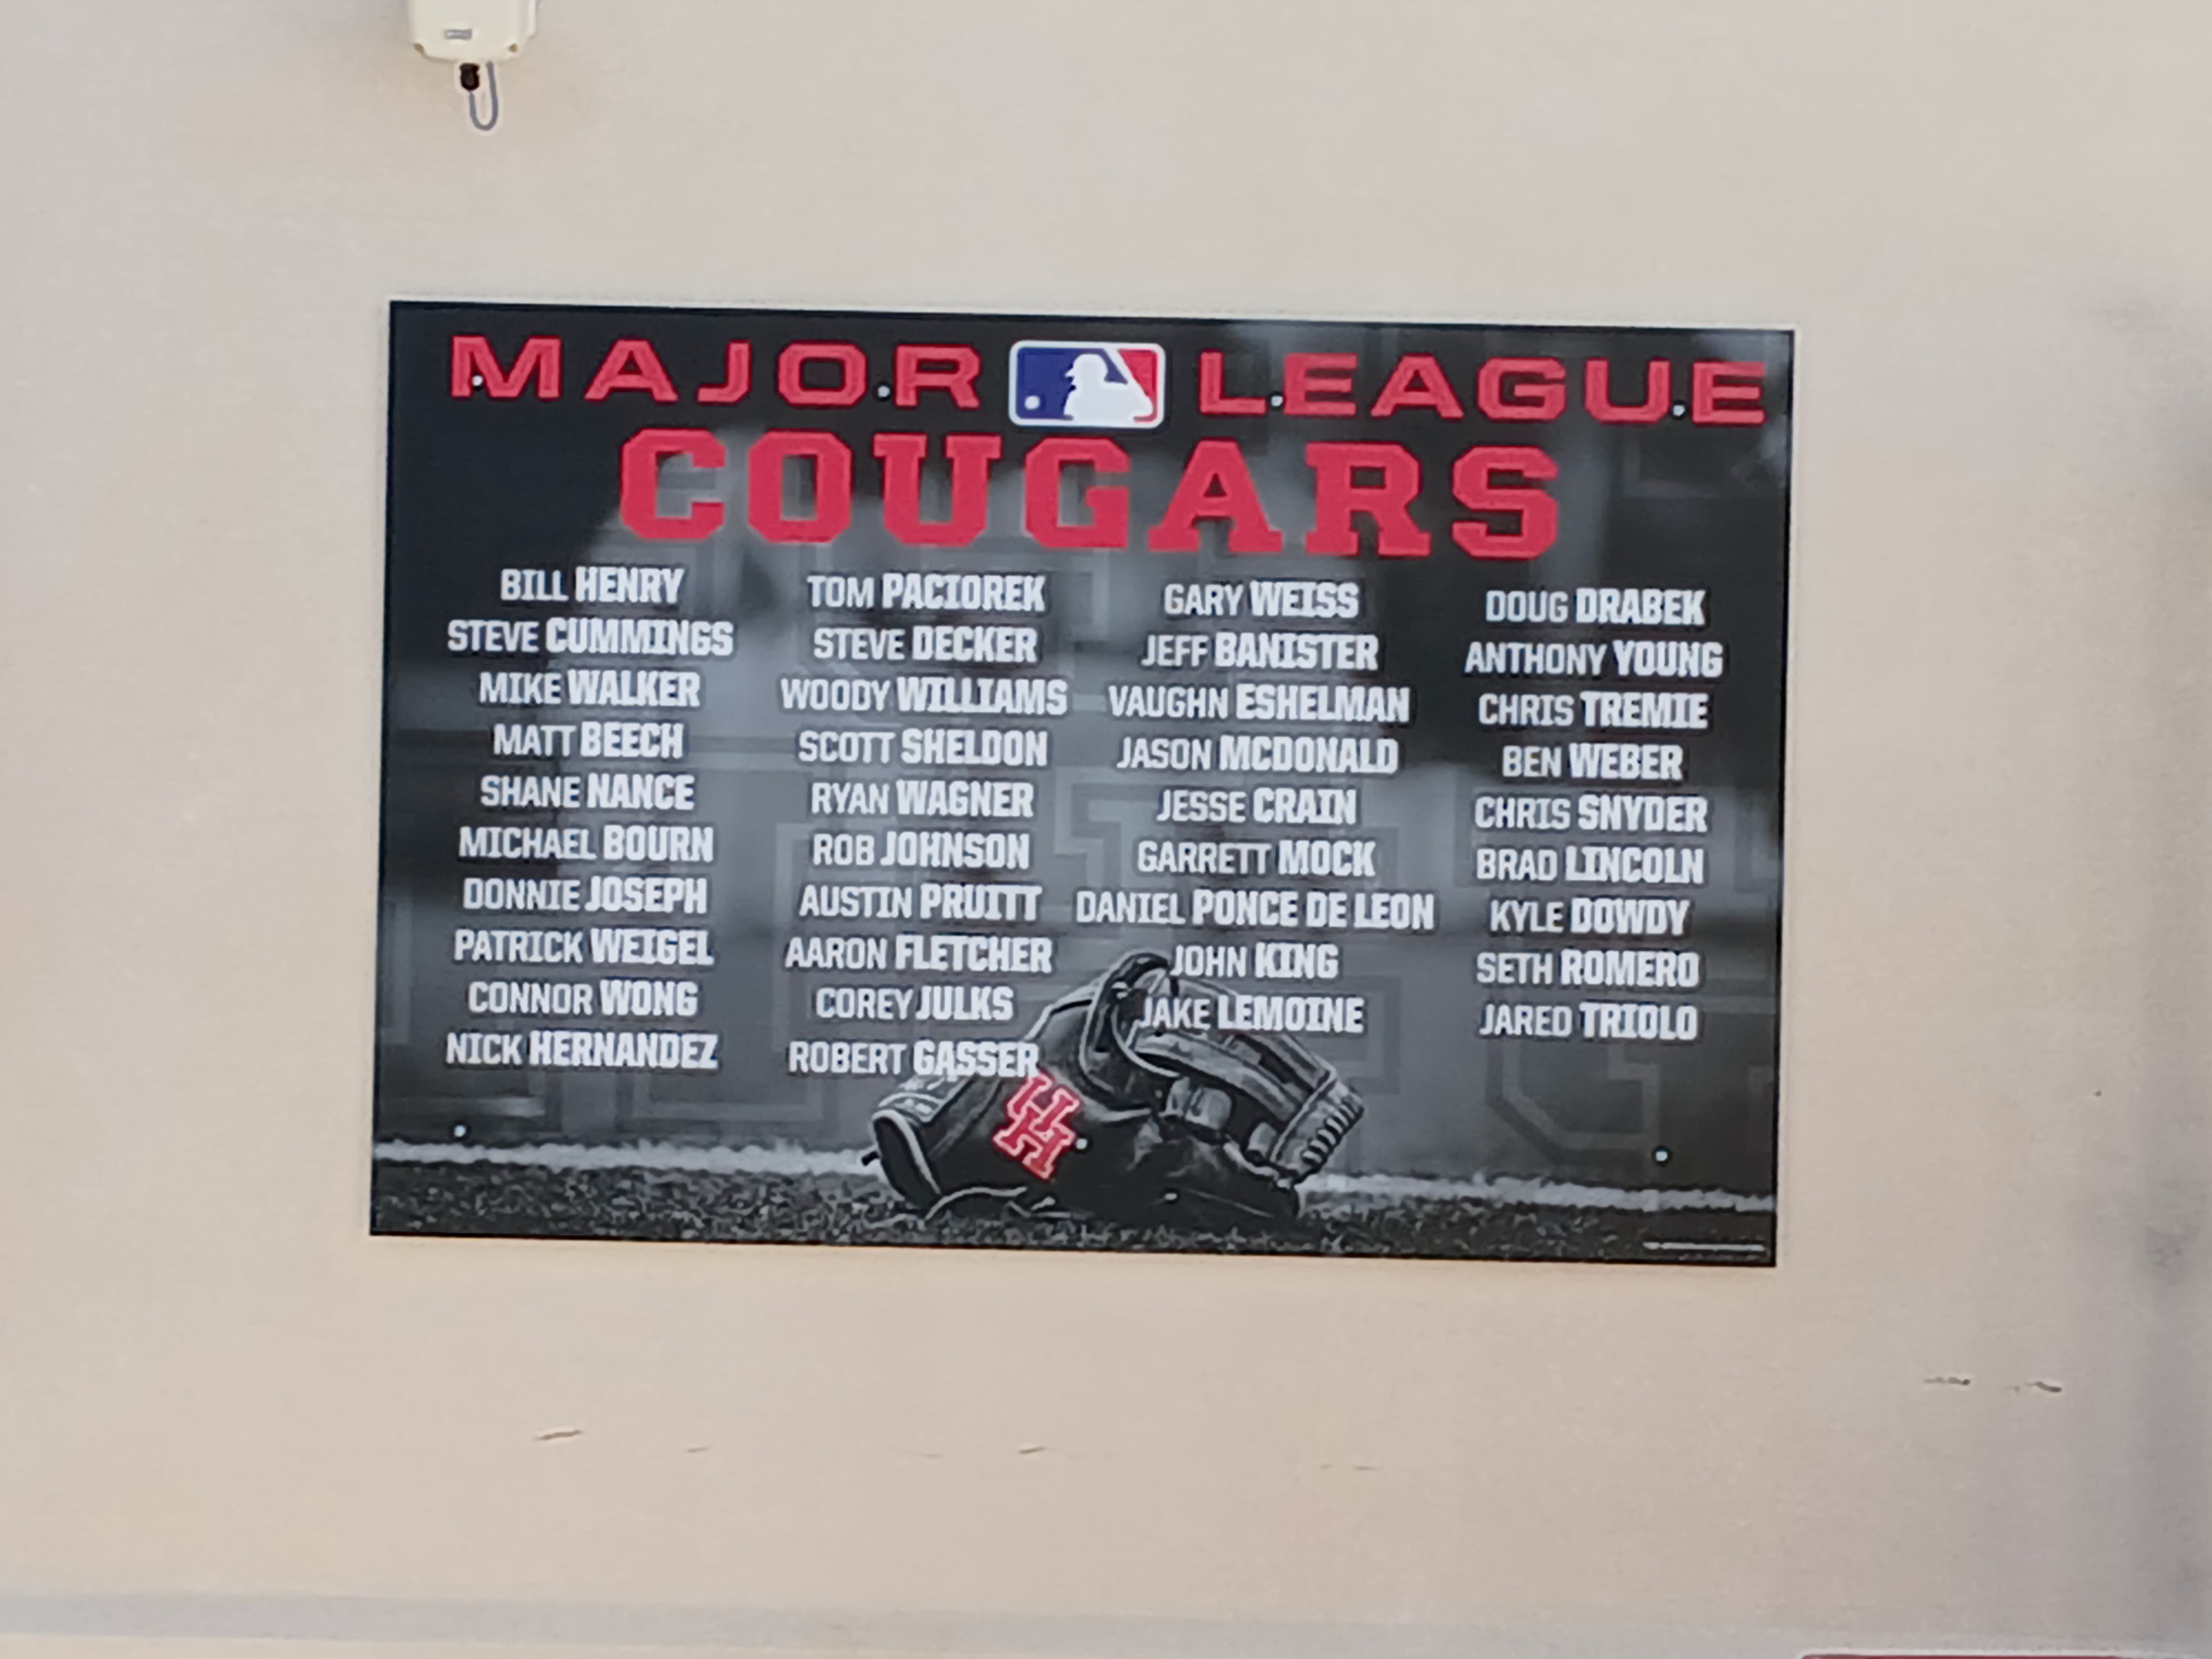 MAJOR LEAGUE
COUGARS
BILL HENRY TOM PACIOREK GARY WEISS DOUG DRABEK
STEVE CUMMINGS STEVE DECKER JEFF BANISTER ANTHONY YOUNG
MIKE WALKER WOODY WILLIAMS VAUGHN ESHELMAN CHRIS TREMIE
MATT BEECH SCOTT SHELDON JASON MCDONALD BEN WEBER
SHANE NANCE RYAN WAGNER JESSE CRAIN CHRIS SNYDER
MICHAEL BOURN ROB JOHNSON GARRETT MOCK BRAD LINCOLN
DONNIE JOSEPH AUSTIN PRUITT DANIEL PONCE DE LEON KYLE DOWDY
PATRICK WEIGEL AARON FLETCHER JOHN KING SETH ROMERO
CONNOR WONG COREY JULKS JAKE LEMOINE JARED TRIOLO
NICK HERNANDEZ ROBERT GASSER
UH